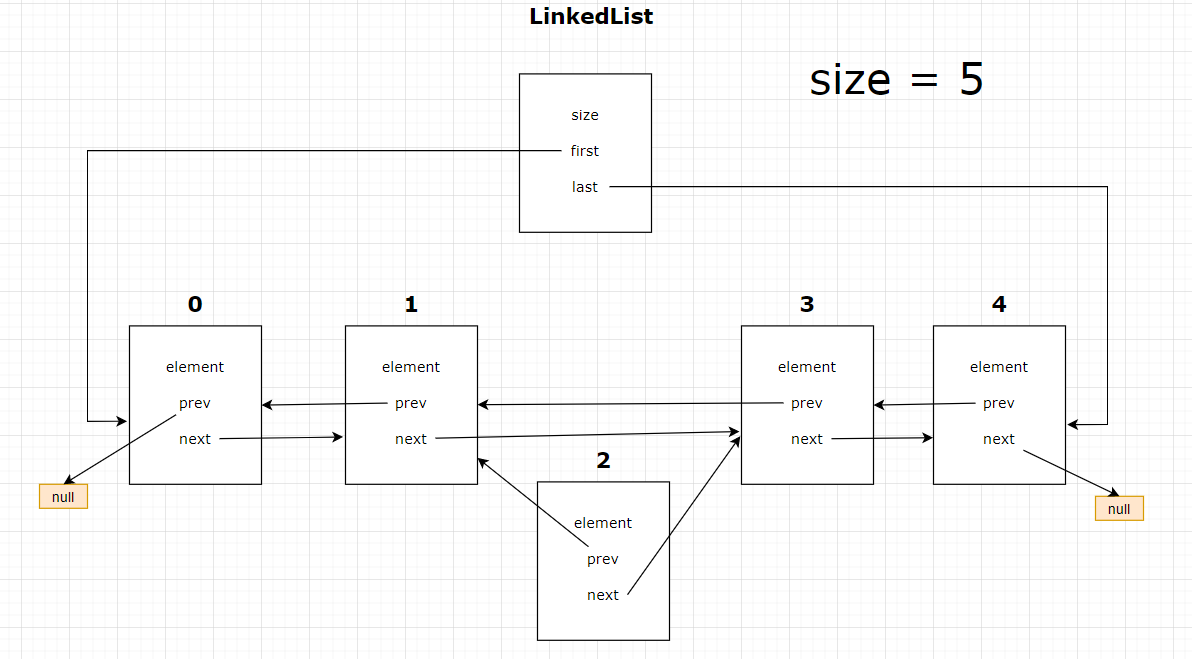 LinkedList
size = 5
size
first
last
0
element
prev
next
null
1
element
prev
next
2
element
prev
next
3
element
prev
next
4
element
prev
next
null